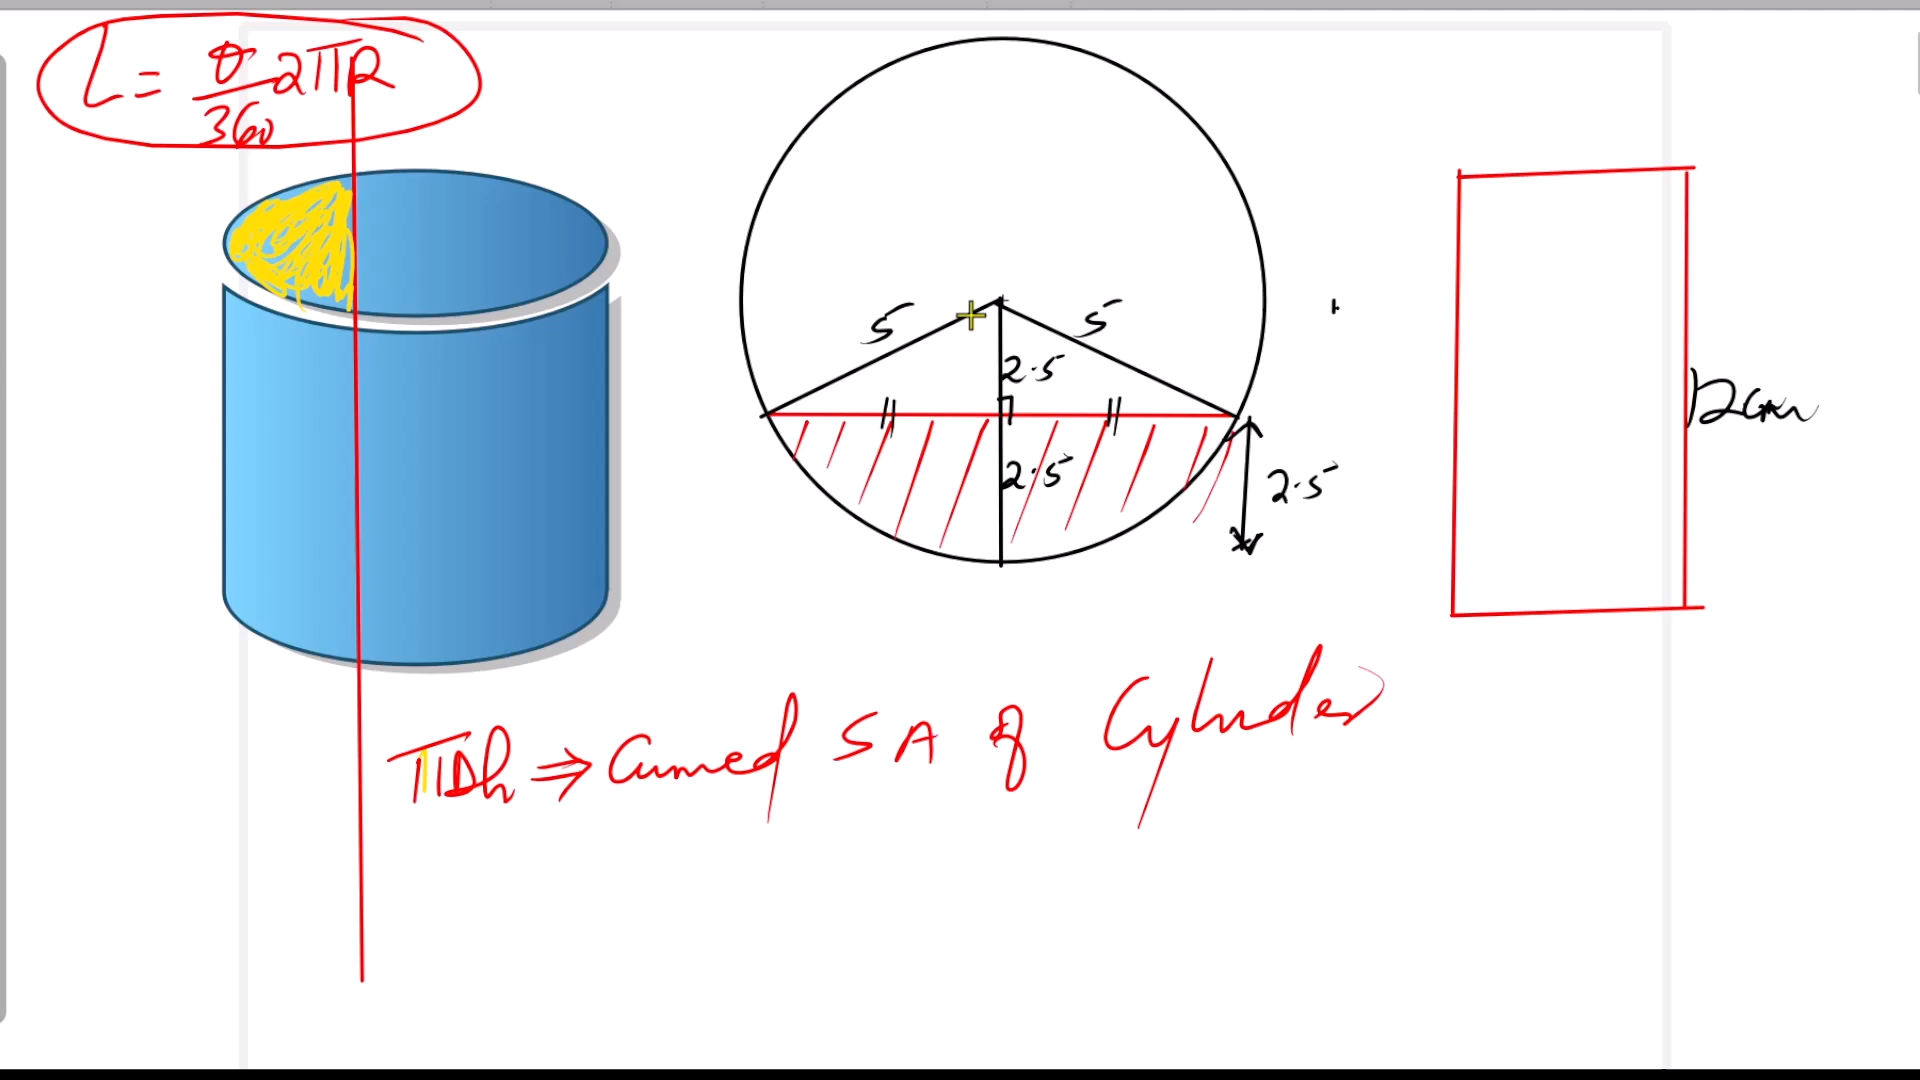 L = θ/360 2πR
5
5
2.5
2.5
2.5
12cm
πDh ⇒ Curved SA of Cylinder